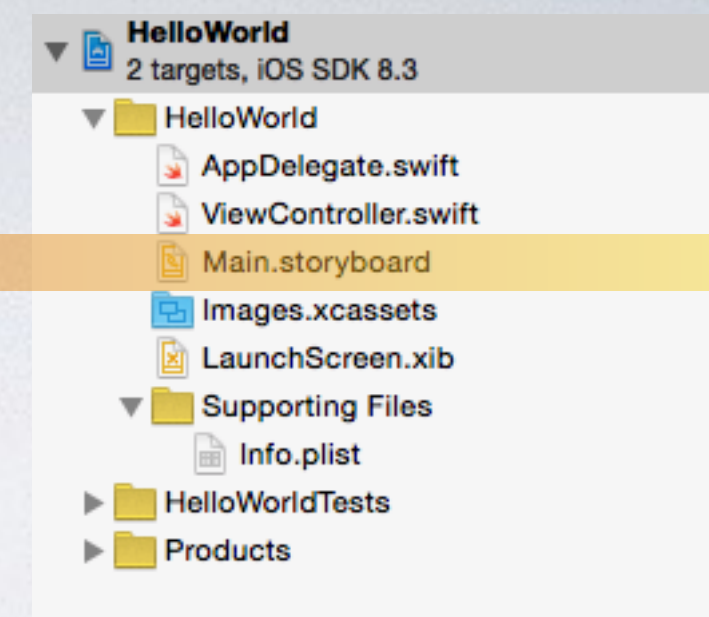 HelloWorld
2 targets, iOS SDK 8.3
HelloWorld
AppDelegate.swift
ViewController.swift
Main.storyboard
Images.xcassets
LaunchScreen.xib
Supporting Files
Info.plist
HelloWorldTests
Products